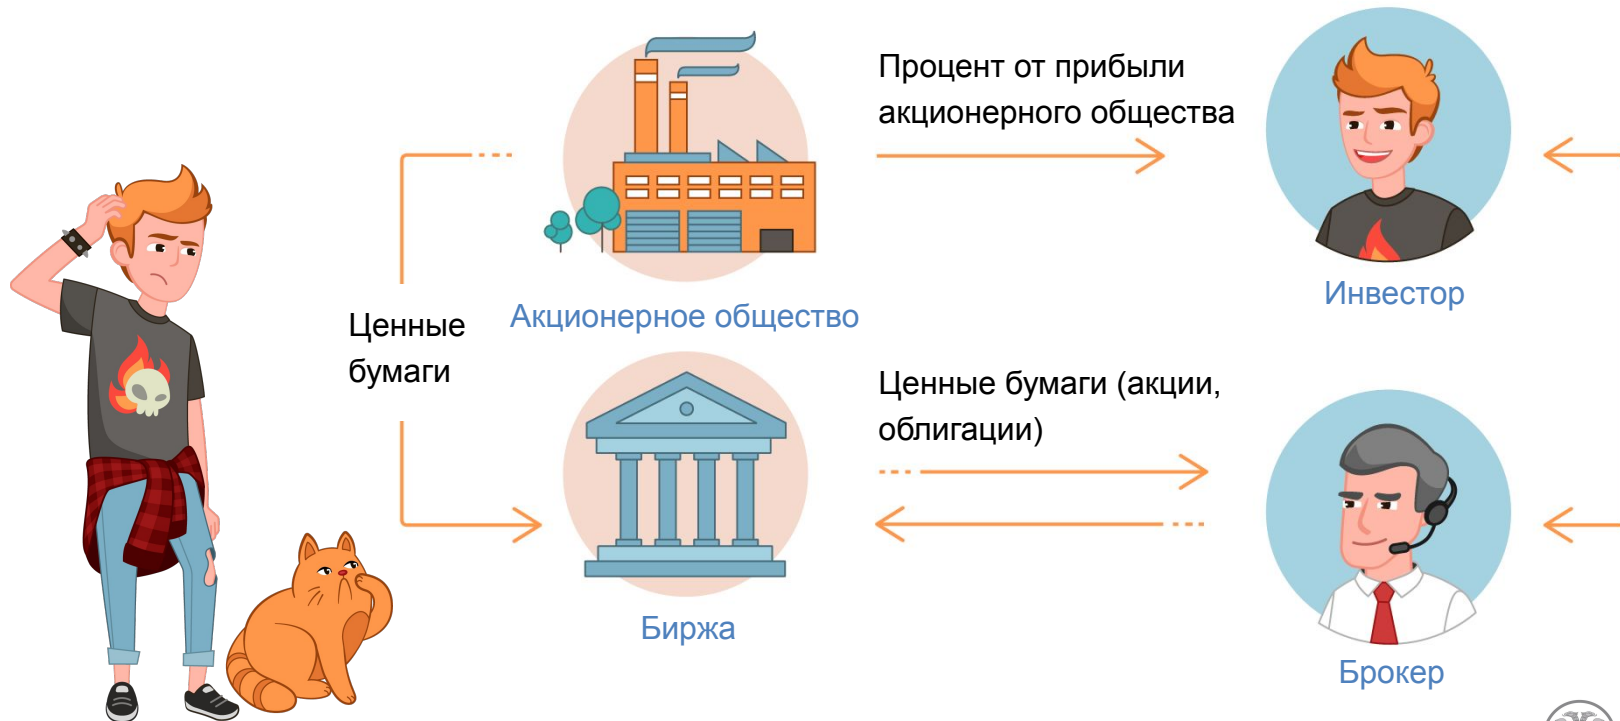 Процент от прибыли
акционерного общества
Инвестор
Ценные
бумаги
Акционерное общество
Ценные бумаги (акции,
облигации)
Биржа
Брокер